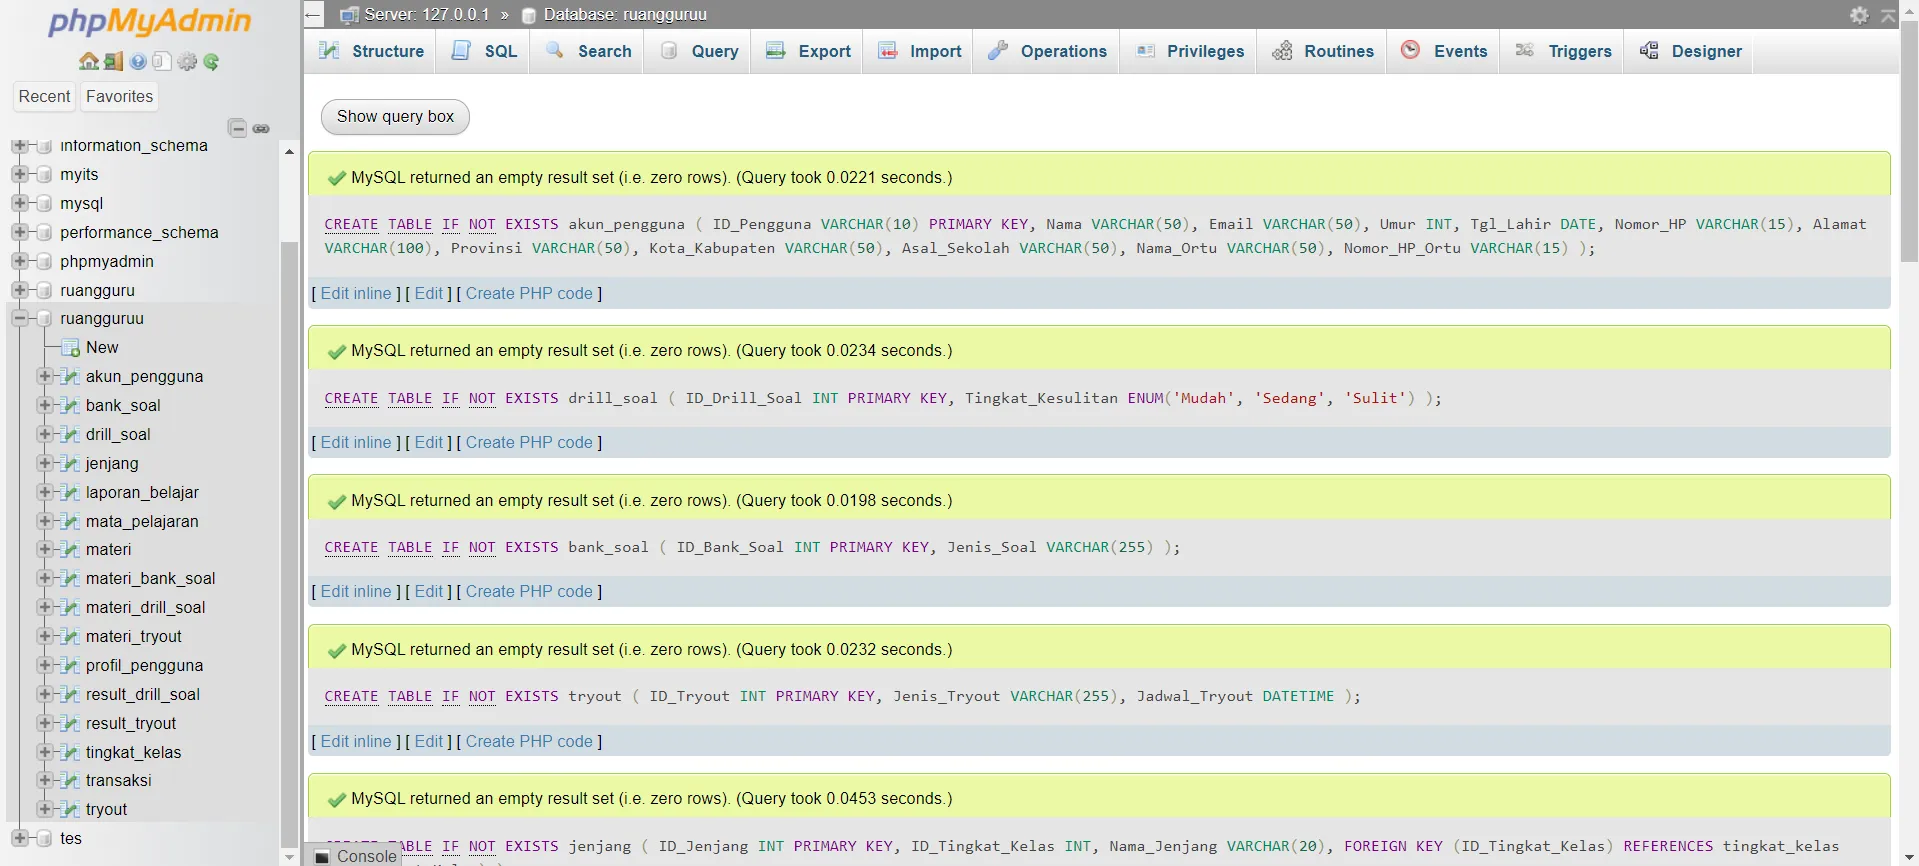 phpMyAdmin
Recent
Favorites
information_schema
myits
mysql
performance_schema
phpmyadmin
ruangguru
ruangguruu
New
akun_pengguna
bank_soal
drill_soal
jenjang
laporan_belajar
mata_pelajaran
materi
materi_bank_soal
materi_drill_soal
materi_tryout
profil_pengguna
result_drill_soal
result_tryout
tingkat_kelas
transaksi
tryout
tes
Server: 127.0.0.1 » Database: ruangguruu
Structure SQL Search Query Export Import Operations Privileges Routines Events Triggers Designer
Show query box
MySQL returned an empty result set (i.e. zero rows). (Query took 0.0221 seconds.)
CREATE TABLE IF NOT EXISTS akun_pengguna ( ID_Pengguna VARCHAR(10) PRIMARY KEY, Nama VARCHAR(50), Email VARCHAR(50), Umur INT, Tgl_Lahir DATE, Nomor_HP VARCHAR(15), Alamat
VARCHAR(100), Provinsi VARCHAR(50), Kota_Kabupaten VARCHAR(50), Asal_Sekolah VARCHAR(50), Nama_Ortu VARCHAR(50), Nomor_HP_Ortu VARCHAR(15) );
[ Edit inline ] [ Edit ] [ Create PHP code ]
MySQL returned an empty result set (i.e. zero rows). (Query took 0.0234 seconds.)
CREATE TABLE IF NOT EXISTS drill_soal ( ID_Drill_Soal INT PRIMARY KEY, Tingkat_Kesulitan ENUM('Mudah', 'Sedang', 'Sulit') );
[ Edit inline ] [ Edit ] [ Create PHP code ]
MySQL returned an empty result set (i.e. zero rows). (Query took 0.0198 seconds.)
CREATE TABLE IF NOT EXISTS bank_soal ( ID_Bank_Soal INT PRIMARY KEY, Jenis_Soal VARCHAR(255) );
[ Edit inline ] [ Edit ] [ Create PHP code ]
MySQL returned an empty result set (i.e. zero rows). (Query took 0.0232 seconds.)
CREATE TABLE IF NOT EXISTS tryout ( ID_Tryout INT PRIMARY KEY, Jenis_Tryout VARCHAR(255), Jadwal_Tryout DATETIME );
[ Edit inline ] [ Edit ] [ Create PHP code ]
MySQL returned an empty result set (i.e. zero rows). (Query took 0.0453 seconds.)
TABLE IF NOT EXISTS jenjang ( ID_Jenjang INT PRIMARY KEY, ID_Tingkat_Kelas INT, Nama_Jenjang VARCHAR(20), FOREIGN KEY (ID_Tingkat_Kelas) REFERENCES tingkat_kelas
Console